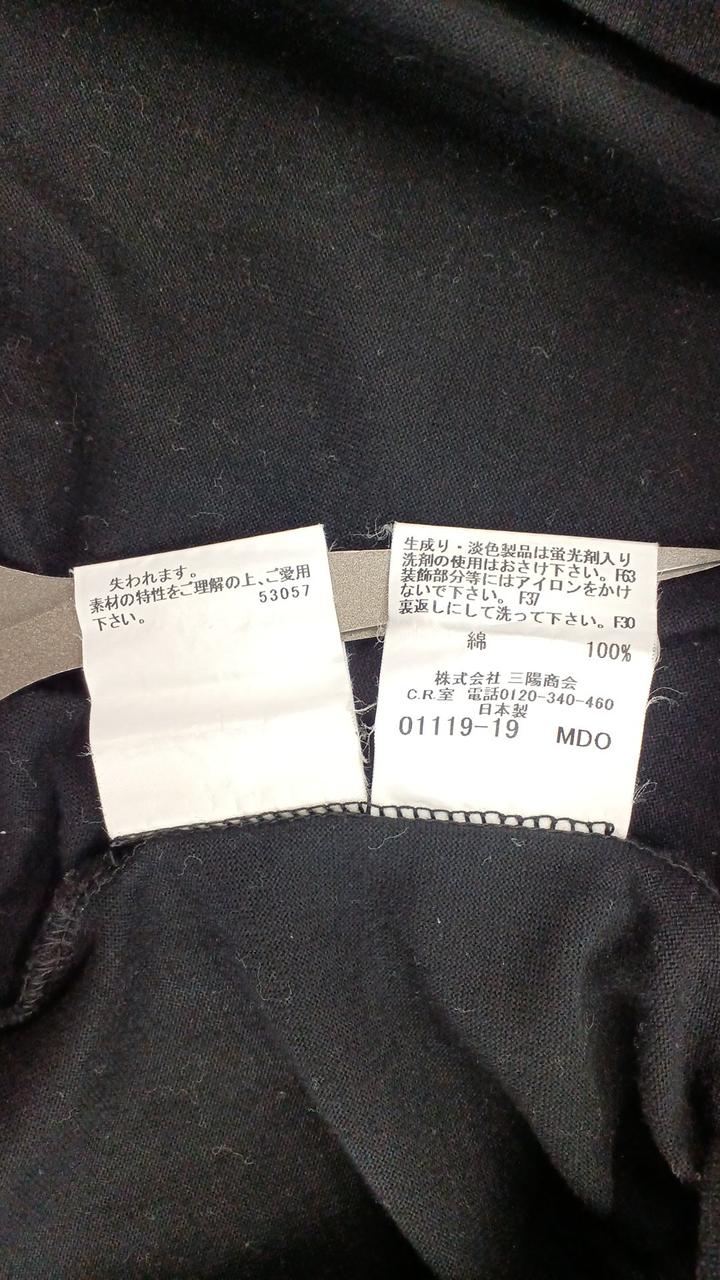 失われます。
素材の特性をご理解の上、ご愛用
下さい。
53057
生成り・淡色製品は蛍光剤入り
洗剤の使用はおさけ下さい。F63
装飾部分等にはアイロンをかけ
ないで下さい。 F37
裏返しにして洗って下さい。F30
綿 100%
株式会社 三陽商会
C.R.室 電話0120-340-460
日本製
01119-19 MDO